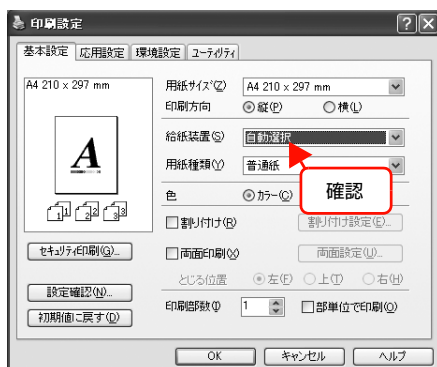 印刷設定
基本設定 応用設定 環境設定 ユーティリティ
A4 210 x 297 mm
用紙サイズ(Z) A4 210 x 297 mm
印刷方向 縦(P) 横(L)
給紙装置(S) 自動選択
用紙種類(Y) 普通紙
確認
色 カラー(C)
割り付け(R) 割り付け設定(E)...
両面印刷(X) 両面設定(U)...
とじる位置 左(F) 上(T) 右(H)
印刷部数(I) 1 部単位で印刷(O)
A
1 1 2 2 3 3
セキュリティ印刷(G)...
設定確認(N)...
初期値に戻す(D)
OK キャンセル ヘルプ